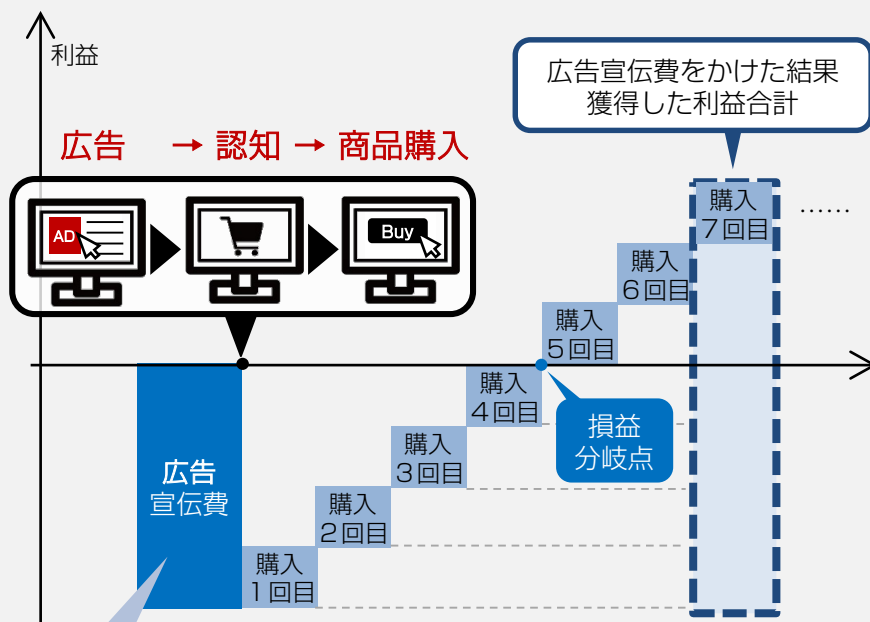 利益
広告宣伝費をかけた結果
獲得した利益合計
広告 → 認知 → 商品購入
AD
Buy
購入
7回目
……
購入
6回目
購入
5回目
購入
4回目
損益
分岐点
購入
3回目
広告
宣伝費
購入
2回目
購入
1回目